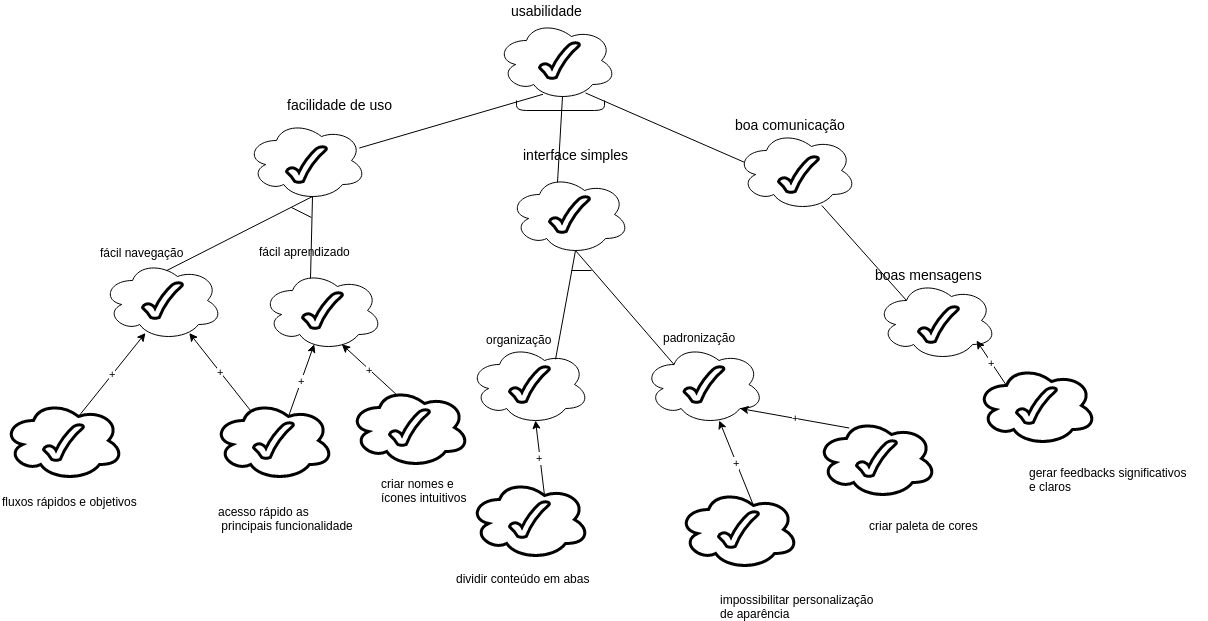 usabilidade
facilidade de uso
boa comunicação
interface simples
fácil navegação
fácil aprendizado
boas mensagens
organização
padronização
+
+
+
+
+
+
+
+
fluxos rápidos e objetivos
acesso rápido as
principais funcionalidade
criar nomes e
ícones intuitivos
gerar feedbacks significativos
e claros
criar paleta de cores
dividir conteúdo em abas
impossibilitar personalização
de aparência